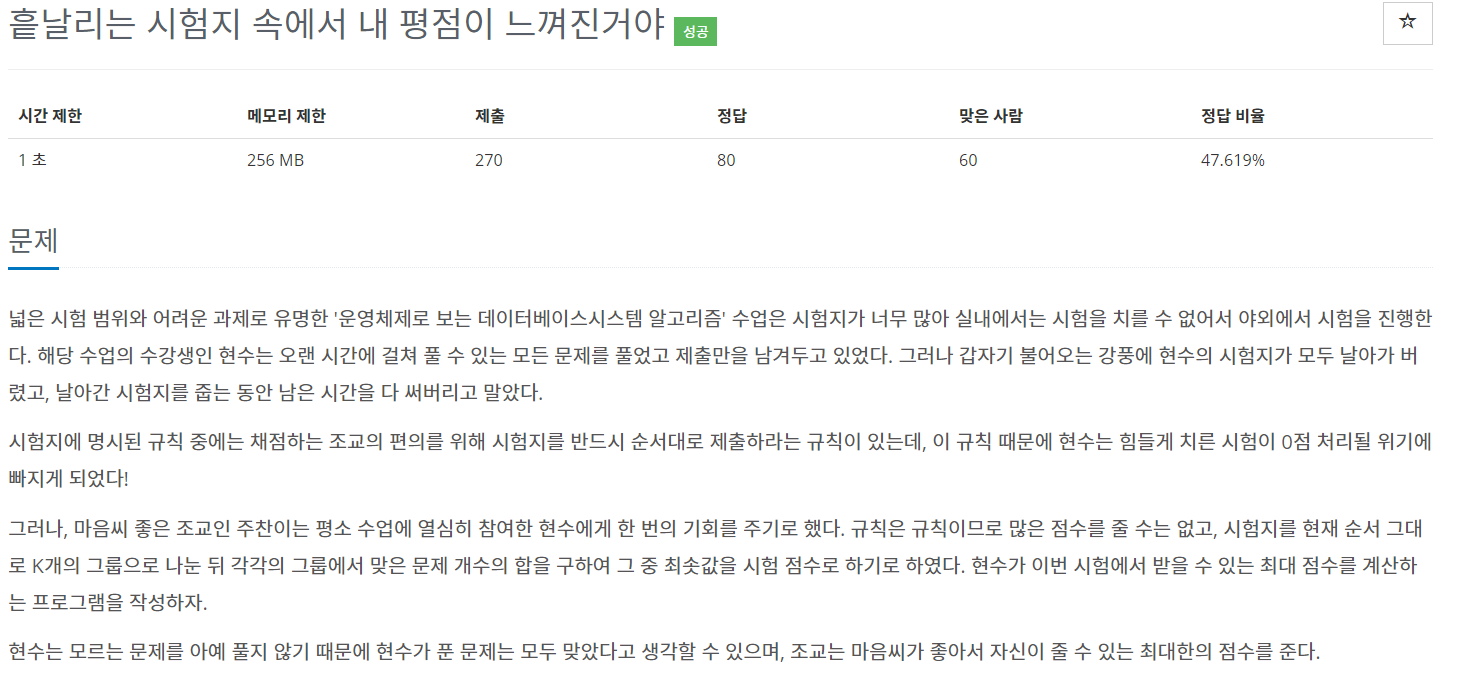 흩날리는 시험지 속에서 내 평점이 느껴진거야 성공 ☆
시간 제한 메모리 제한 제출 정답 맞은 사람 정답 비율
1 초 256 MB 270 80 60 47.619%
문제
넓은 시험 범위와 어려운 과제로 유명한 '운영체제로 보는 데이터베이스시스템 알고리즘' 수업은 시험지가 너무 많아 실내에서는 시험을 치를 수 없어서 야외에서 시험을 진행한
다. 해당 수업의 수강생인 현수는 오랜 시간에 걸쳐 풀 수 있는 모든 문제를 풀었고 제출만을 남겨두고 있었다. 그러나 갑자기 불어오는 강풍에 현수의 시험지가 모두 날아가 버
렸고, 날아간 시험지를 줍는 동안 남은 시간을 다 써버리고 말았다.
시험지에 명시된 규칙 중에는 채점하는 조교의 편의를 위해 시험지를 반드시 순서대로 제출하라는 규칙이 있는데, 이 규칙 때문에 현수는 힘들게 치른 시험이 0점 처리될 위기에
빠지게 되었다!
그러나, 마음씨 좋은 조교인 주찬이는 평소 수업에 열심히 참여한 현수에게 한 번의 기회를 주기로 했다. 규칙은 규칙이므로 많은 점수를 줄 수는 없고, 시험지를 현재 순서 그대
로 K개의 그룹으로 나눈 뒤 각각의 그룹에서 맞은 문제 개수의 합을 구하여 그 중 최솟값을 시험 점수로 하기로 하였다. 현수가 이번 시험에서 받을 수 있는 최대 점수를 계산하
는 프로그램을 작성하자.
현수는 모르는 문제를 아예 풀지 않기 때문에 현수가 푼 문제는 모두 맞았다고 생각할 수 있으며, 조교는 마음씨가 좋아서 자신이 줄 수 있는 최대한의 점수를 준다.